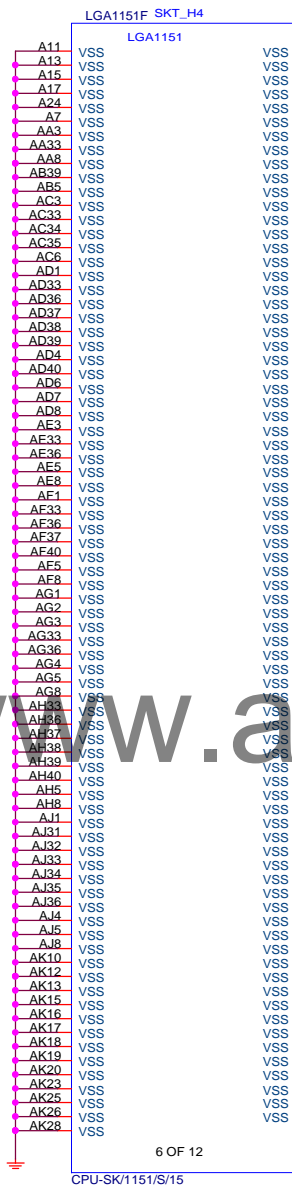 LGA1151F SKT_H4
LGA1151
A11 VSS VSS
A13 VSS VSS
A15 VSS VSS
A17 VSS VSS
A24 VSS VSS
A7 VSS VSS
AA3 VSS VSS
AA33 VSS VSS
AA8 VSS VSS
AB39 VSS VSS
AB5 VSS VSS
AC3 VSS VSS
AC33 VSS VSS
AC34 VSS VSS
AC35 VSS VSS
AC6 VSS VSS
AD1 VSS VSS
AD33 VSS VSS
AD36 VSS VSS
AD37 VSS VSS
AD38 VSS VSS
AD39 VSS VSS
AD4 VSS VSS
AD40 VSS VSS
AD6 VSS VSS
AD7 VSS VSS
AD8 VSS VSS
AE3 VSS VSS
AE33 VSS VSS
AE36 VSS VSS
AE5 VSS VSS
AE8 VSS VSS
AF1 VSS VSS
AF33 VSS VSS
AF36 VSS VSS
AF37 VSS VSS
AF40 VSS VSS
AF5 VSS VSS
AF8 VSS VSS
AG1 VSS VSS
AG2 VSS VSS
AG3 VSS VSS
AG33 VSS VSS
AG36 VSS VSS
AG4 VSS VSS
AG5 VSS VSS
AG8 VSS VSS
AH33 VSS VSS
AH36 VSS VSS
www.a
AH37 VSS VSS
AH38 VSS VSS
AH39 VSS VSS
AH40 VSS VSS
AH5 VSS VSS
AH8 VSS VSS
AJ1 VSS VSS
AJ31 VSS VSS
AJ32 VSS VSS
AJ33 VSS VSS
AJ34 VSS VSS
AJ35 VSS VSS
AJ36 VSS VSS
AJ4 VSS VSS
AJ5 VSS VSS
AJ8 VSS VSS
AK10 VSS VSS
AK12 VSS VSS
AK13 VSS VSS
AK15 VSS VSS
AK16 VSS VSS
AK17 VSS VSS
AK18 VSS VSS
AK19 VSS VSS
AK20 VSS VSS
AK23 VSS VSS
AK25 VSS VSS
AK26 VSS VSS
AK28 VSS
6 OF 12
CPU-SK/1151/S/15